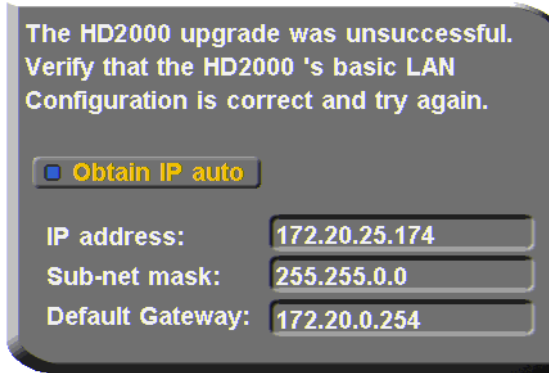 The HD2000 upgrade was unsuccessful.
Verify that the HD2000 's basic LAN
Configuration is correct and try again.
Obtain IP auto
IP address: 172.20.25.174
Sub-net mask: 255.255.0.0
Default Gateway: 172.20.0.254